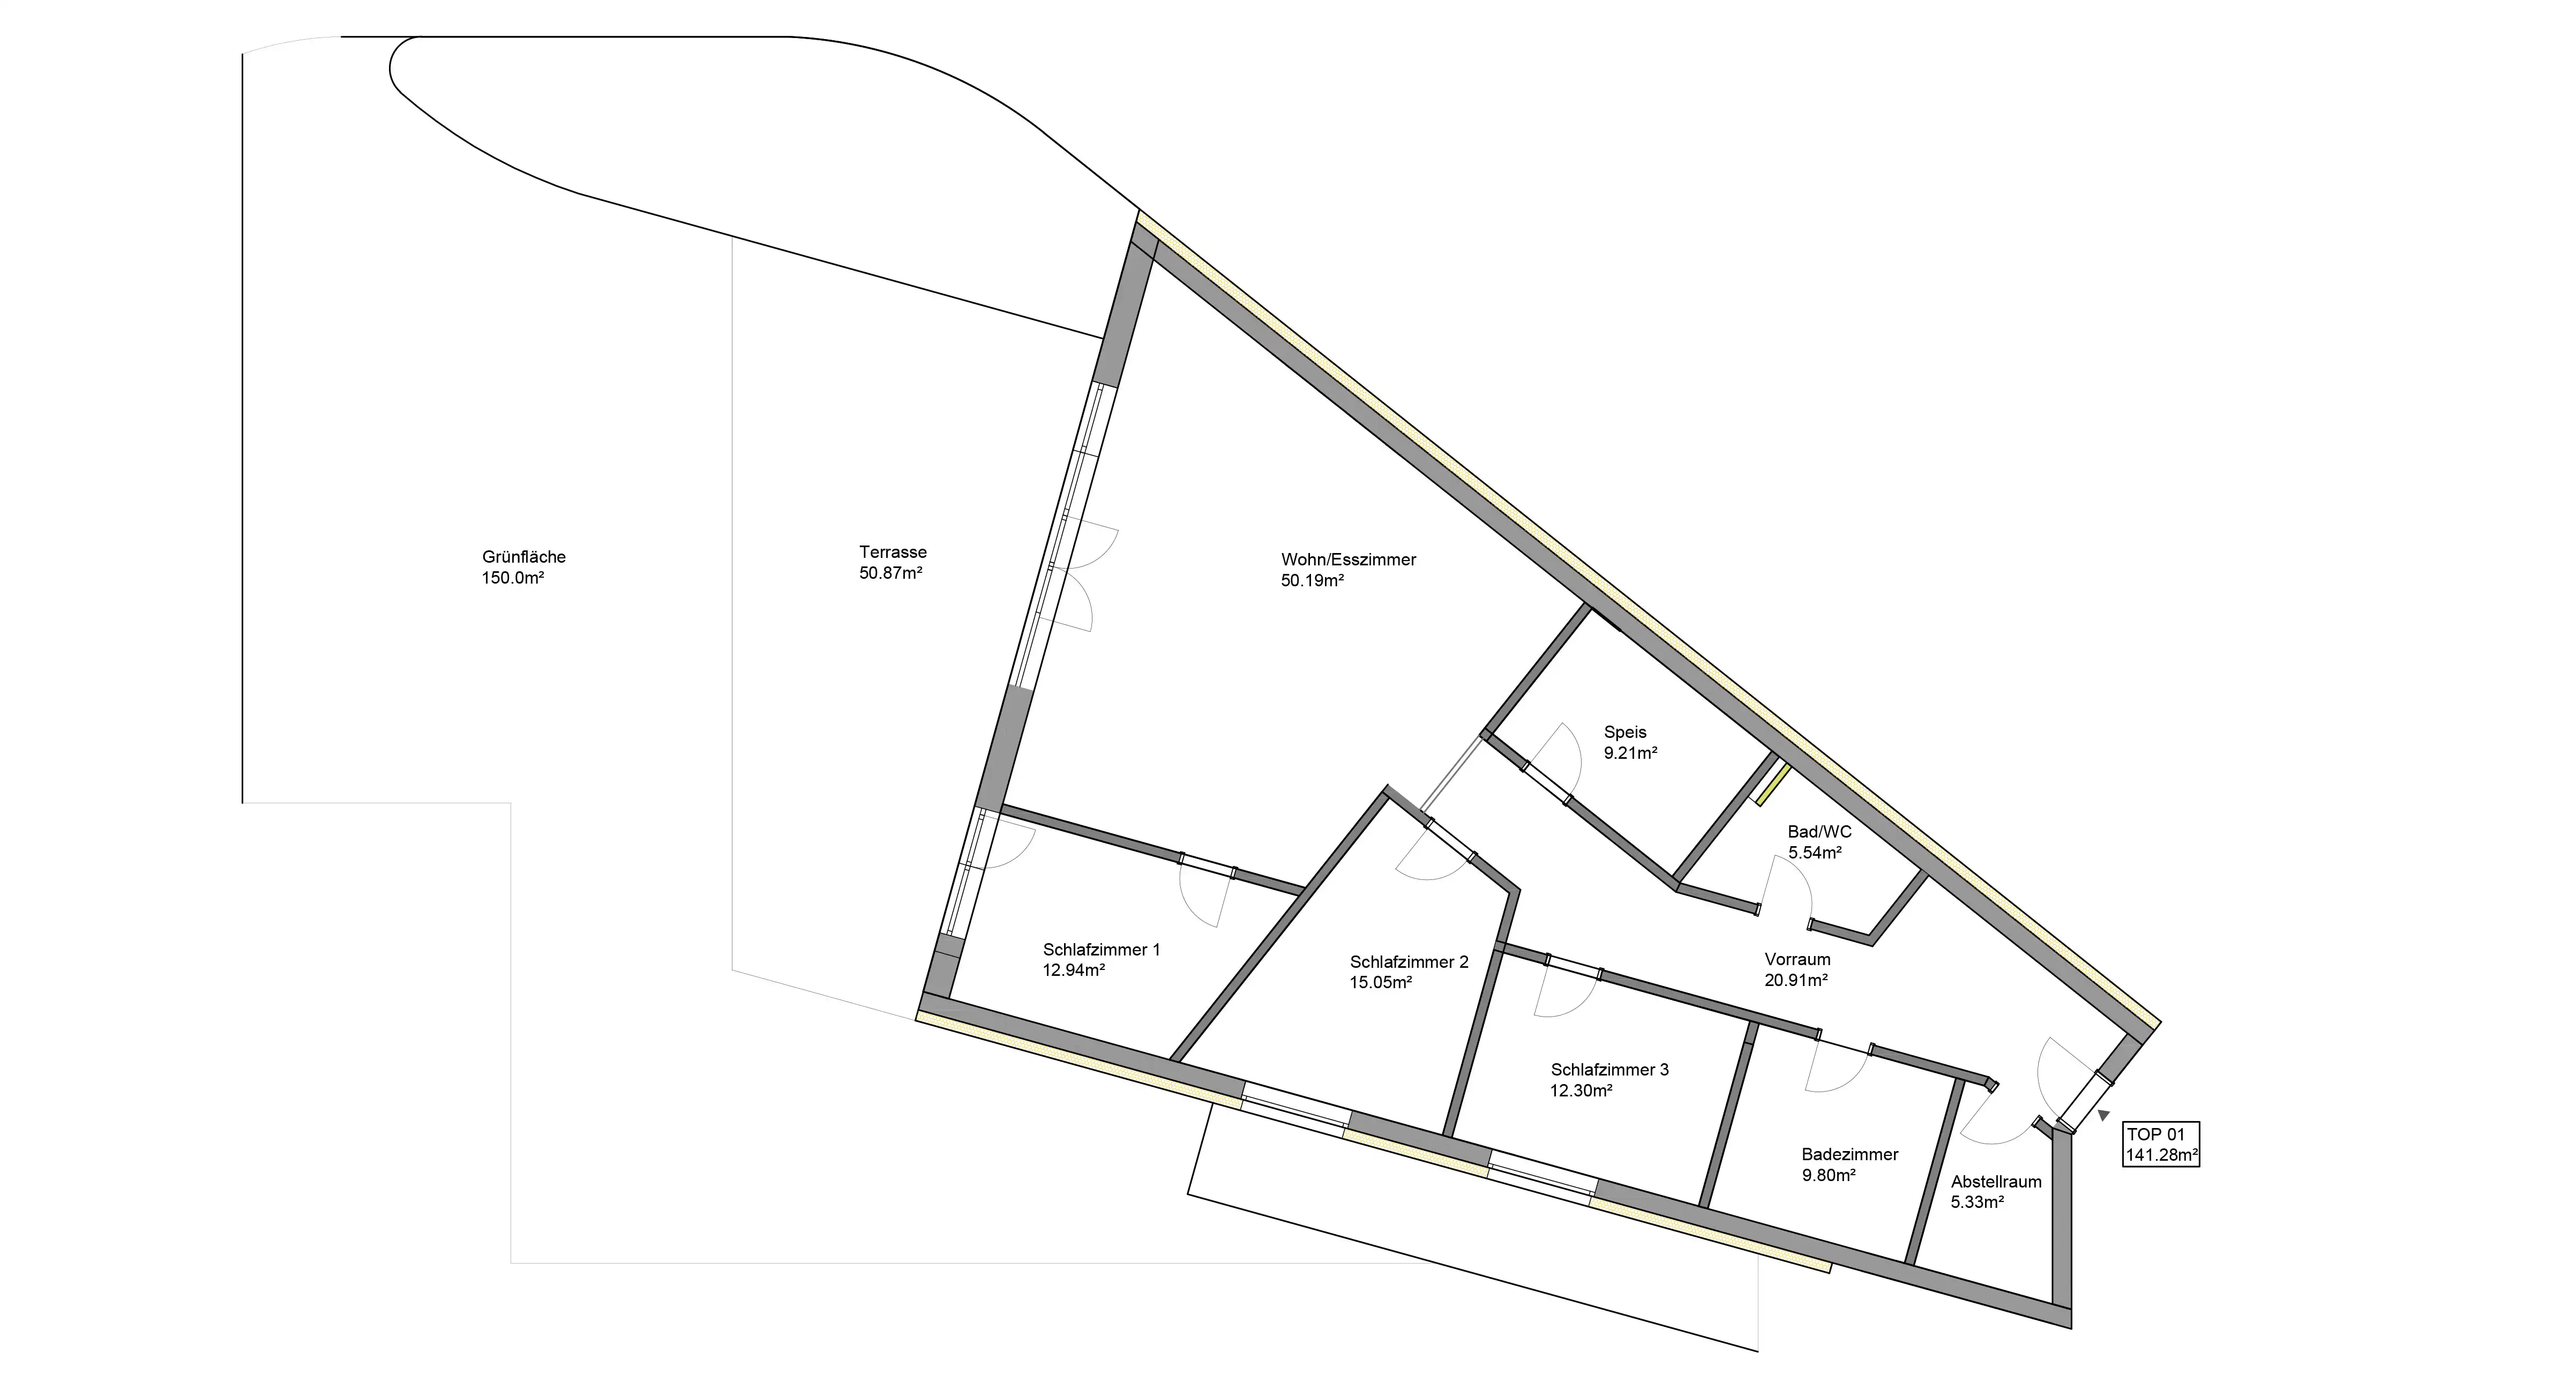 Grünfläche
150.0m²
Terrasse
50.87m²
Wohn/Esszimmer
50.19m²
Speis
9.21m²
Bad/WC
5.54m²
Schlafzimmer 1
12.94m²
Schlafzimmer 2
15.05m²
Vorraum
20.91m²
Schlafzimmer 3
12.30m²
Badezimmer
9.80m²
Abstellraum
5.33m²
TOP 01
141.28m²